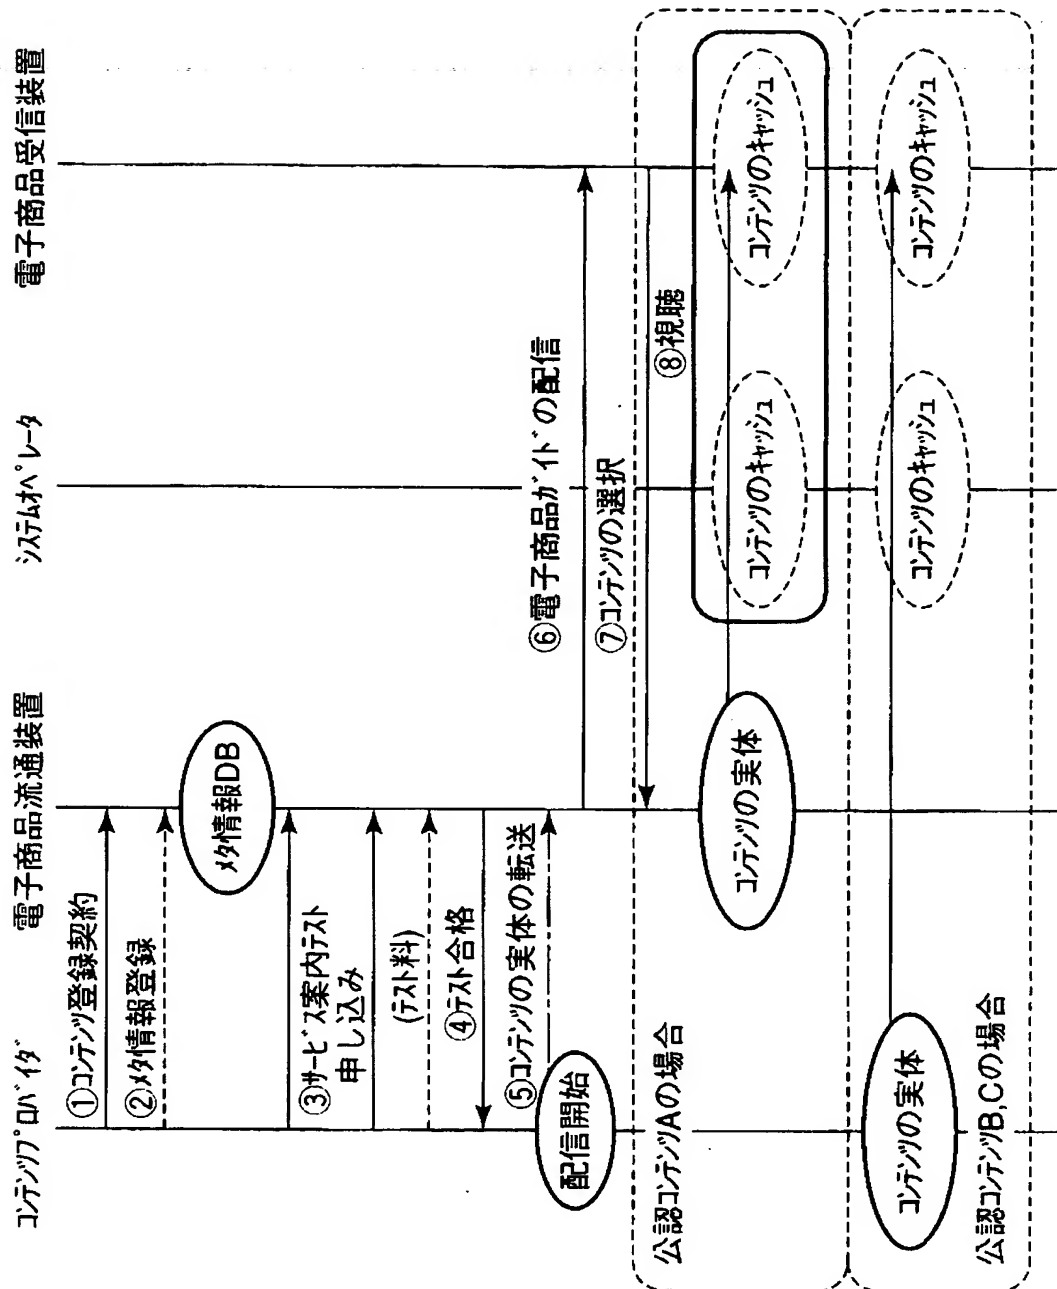 コンテンツプロバイダ
電子商品流通装置
システムオペレータ
電子商品受信装置
①コンテンツ登録契約
②メタ情報登録
メタ情報DB
③サービス案内テスト
申し込み
(テスト料)
④テスト合格
⑤コンテンツの実体の転送
配信開始
⑥電子商品ガイドの配信
⑦コンテンツの選択
公認コンテンツAの場合
⑧視聴
コンテンツの実体
コンテンツのキャッシュ
コンテンツのキャッシュ
コンテンツの実体
コンテンツのキャッシュ
コンテンツのキャッシュ
公認コンテンツB,Cの場合